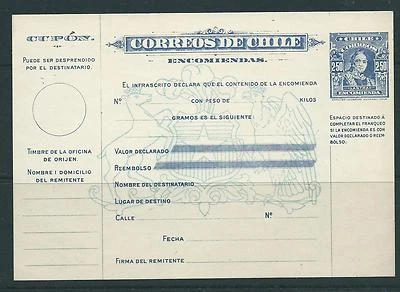 CUPÓN.
PUEDE SER DESPRENDIDO
POR EL DESTINATARIO.
TIMBRE DE LA OFICINA
DE ORIJEN.
NOMBRE I DOMICILIO
DEL REMITENTE
CORREOS DE CHILE
ENCOMIENDAS.
EL INFRASCRITO DECLARA QUE EL CONTENIDO DE LA ENCOMIENDA
Nº CON PESO DE KILOS
GRAMOS ES EL SIGUIENTE:
VALOR DECLARADO
REEMBOLSO
NOMBRE DEL DESTINATARIO
LUGAR DE DESTINO
CALLE Nº
FECHA
FIRMA DEL REMITENTE
CHILE
25 25
ENCOMIENDA
ESPACIO DESTINADO A
COMPLETAR EL FRANQUEO
SI LA ENCOMIENDA ES CON
VALOR DECLARADO O REEM-
BOLSO.